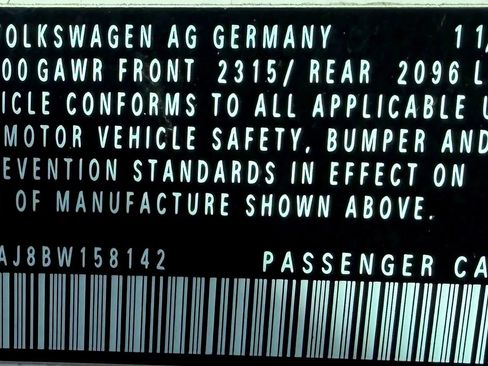 VOLKSWAGEN AG GERMANY 11/
00 GAWR FRONT 2315/ REAR 2096 L
ICLE CONFORMS TO ALL APPLICABLE U
MOTOR VEHICLE SAFETY, BUMPER AND
EVENTION STANDARDS IN EFFECT ON
OF MANUFACTURE SHOWN ABOVE.
AJ8BW158142 PASSENGER CA